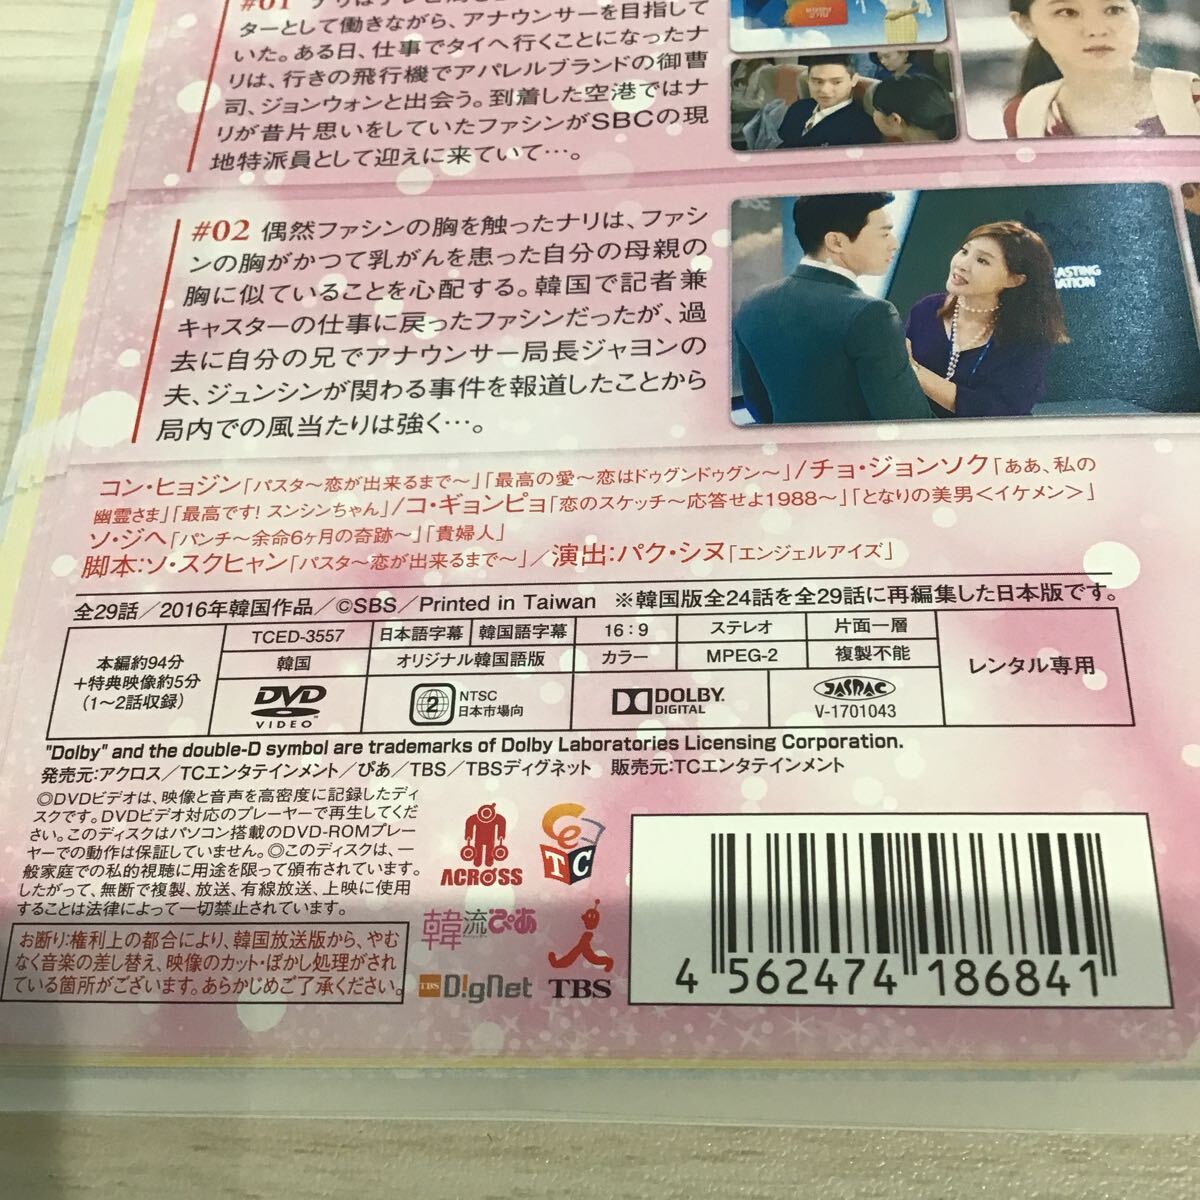 #01
ターとして働きながら、アナウンサーを目指して
いた。ある日、仕事でタイへ行くことになったナ
リは、行きの飛行機でアパレルブランドの御曹
司、ジョンウォンと出会う。到着した空港ではナ
リが昔片思いをしていたファシンがSBCの現
地特派員として迎えに来ていて…。
#02 偶然ファシンの胸を触ったナリは、ファシ
ンの胸がかつて乳がんを患った自分の母親の
胸に似ていることを心配する。韓国で記者兼
キャスターの仕事に戻ったファシンだったが、過
去に自分の兄でアナウンサー局長ジャヨンの
夫、ジュンシンが関わる事件を報道したことから
局内での風当たりは強く…。
コン・ヒョジン「パスタ〜恋が出来るまで〜」「最高の愛〜恋はドゥグンドゥグン〜」/チョ・ジョンソク「ああ、私の
幽霊さま」「最高です! スンシンちゃん」/コ・ギョンピョ「恋のスケッチ〜応答せよ1988〜」「となりの美男<イケメン>」
ソ・ジヘ「パンチ〜余命6ヶ月の奇跡〜」「貴婦人」
脚本:ソ・スクヒャン「パスタ〜恋が出来るまで〜」/演出:パク・シヌ「エンジェルアイズ」
全29話/2016年韓国作品/©SBS/Printed in Taiwan ※韓国版全24話を全29話に再編集した日本版です。
本編約94分
+特典映像約5分
(1〜2話収録)
TCED-3557 日本語字幕 韓国語字幕 16:9 ステレオ 片面一層
韓国 オリジナル韓国語版 カラー MPEG-2 複製不能
レンタル専用
DVD VIDEO
2 NTSC 日本市場向
DOLBY DIGITAL
JASRAC
V-1701043
"Dolby" and the double-D symbol are trademarks of Dolby Laboratories Licensing Corporation.
発売元:アクロス/TCエンタテインメント/ぴあ/TBS/TBSディグネット 販売元:TCエンタテインメント
◎DVDビデオは、映像と音声を高密度に記録したディ
スクです。DVDビデオ対応のプレーヤーで再生してくだ
さい。このディスクはパソコン搭載のDVD-ROMプレー
ヤーでの動作は保証していません。◎このディスクは、一
般家庭での私的視聴に用途を限って頒布されています。
したがって、無断で複製、放送、有線放送、上映に使用
することは法律によって一切禁止されています。
お断り:権利上の都合により、韓国放送版から、やむ
なく音楽の差し替え、映像のカット・ぼかし処理がされ
ている箇所がございます。あらかじめご了承ください。
ACROSS
TC
韓流ぴあ
TBS D!gNet
TBS
4 562474 186841